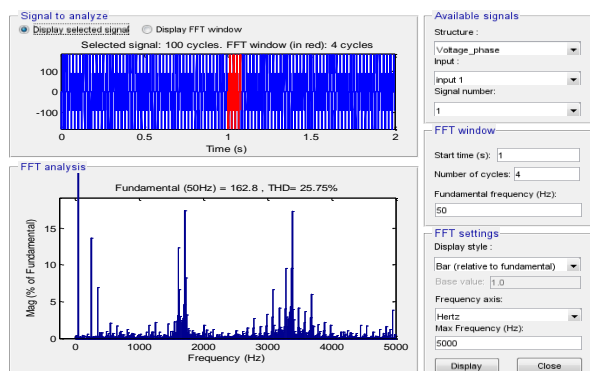 Signal to analyze
Display selected signal Display FFT window
Selected signal: 100 cycles. FFT window (in red): 4 cycles
100
0
-100
0 0.5 1 1.5 2
Time (s)
FFT analysis
Fundamental (50Hz) = 162.8 , THD= 25.75%
Mag (% of Fundamental)
15
10
5
0
0 1000 2000 3000 4000 5000
Frequency (Hz)
Available signals
Structure :
Voltage_phase
Input :
input 1
Signal number:
1
FFT window
Start time (s): 1
Number of cycles: 4
Fundamental frequency (Hz):
50
FFT settings
Display style :
Bar (relative to fundamental)
Base value: 1.0
Frequency axis:
Hertz
Max Frequency (Hz):
5000
Display Close